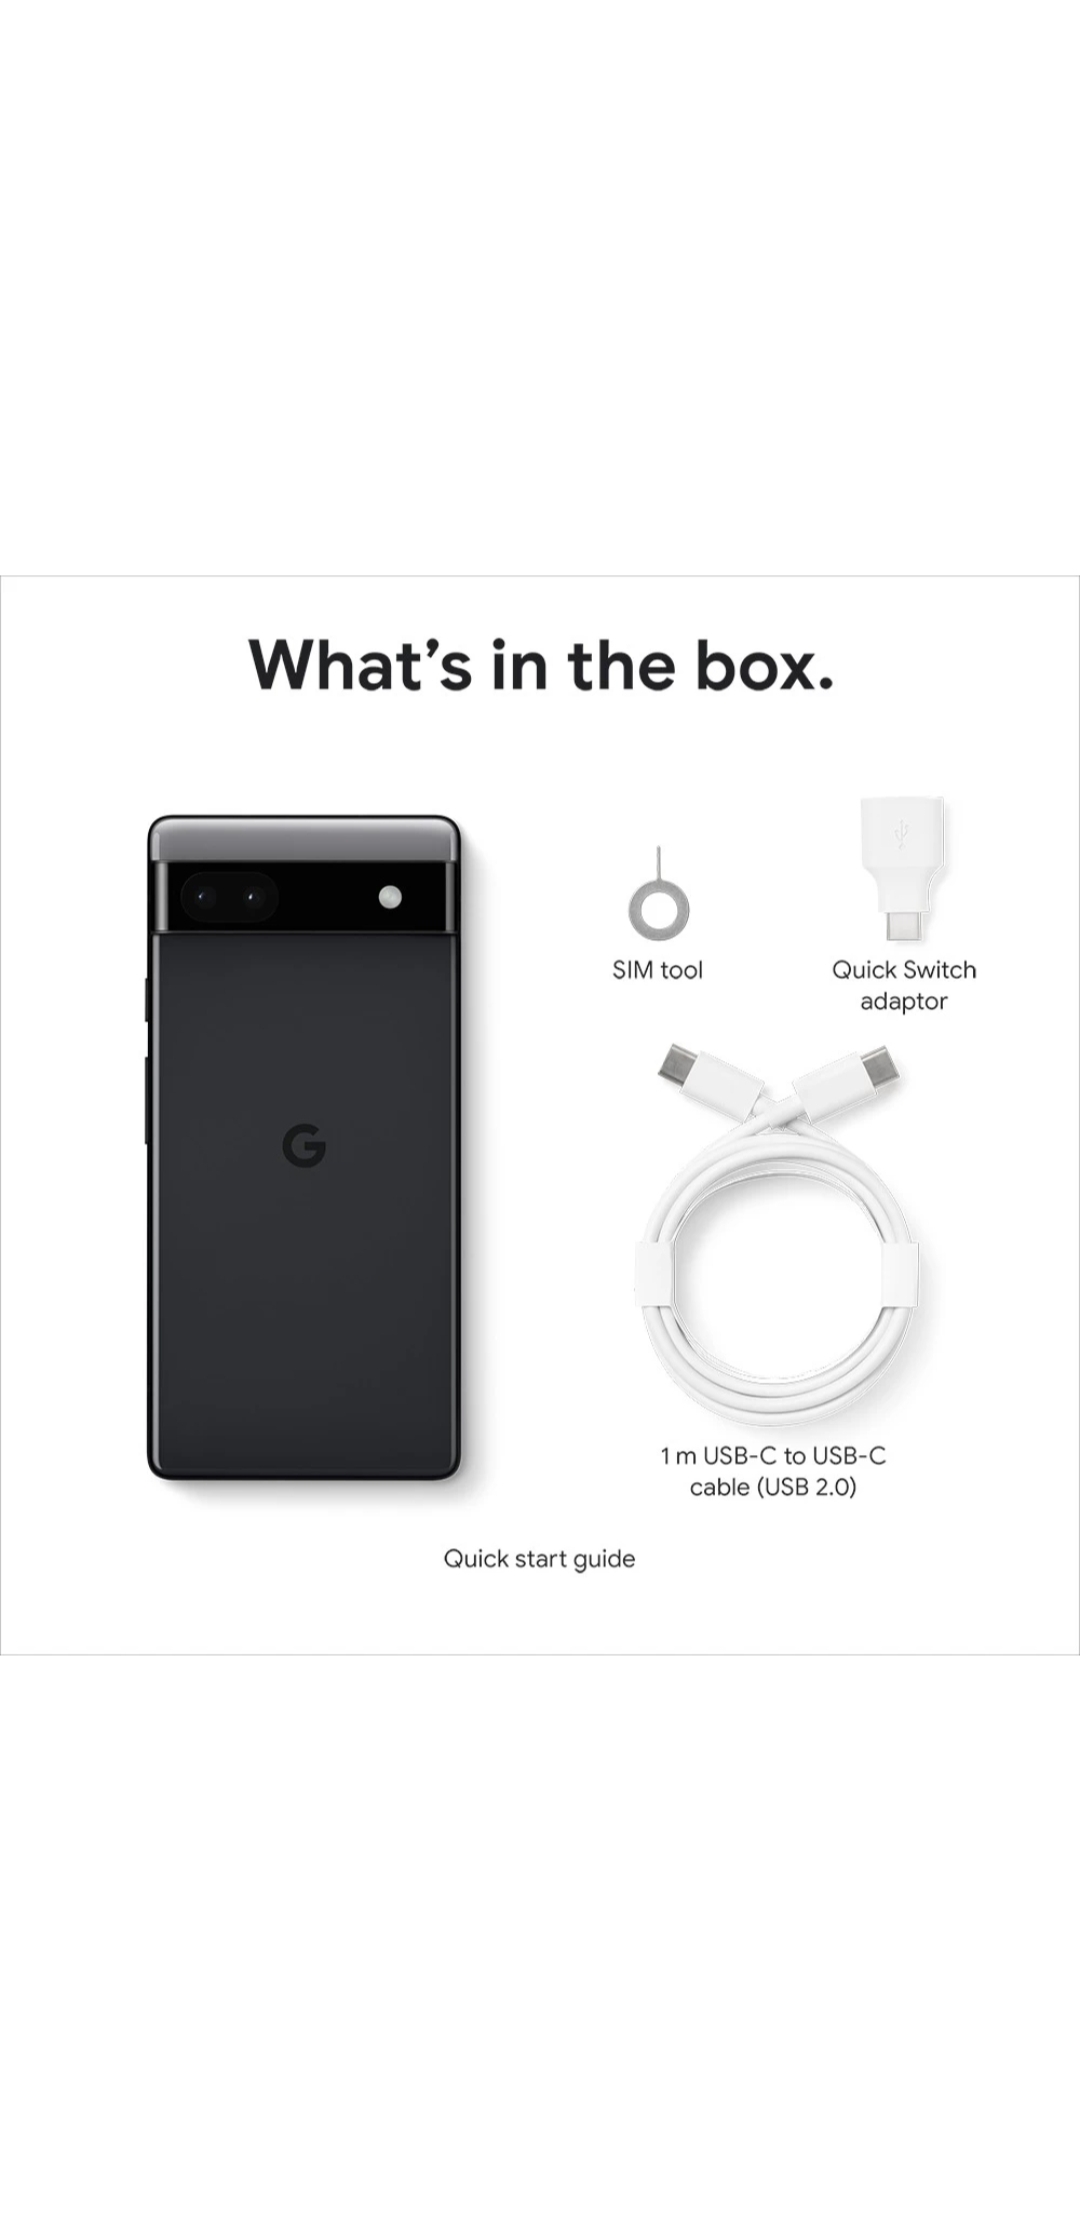 What’s in the box.
G
SIM tool
Quick Switch
adaptor
1 m USB-C to USB-C
cable (USB 2.0)
Quick start guide